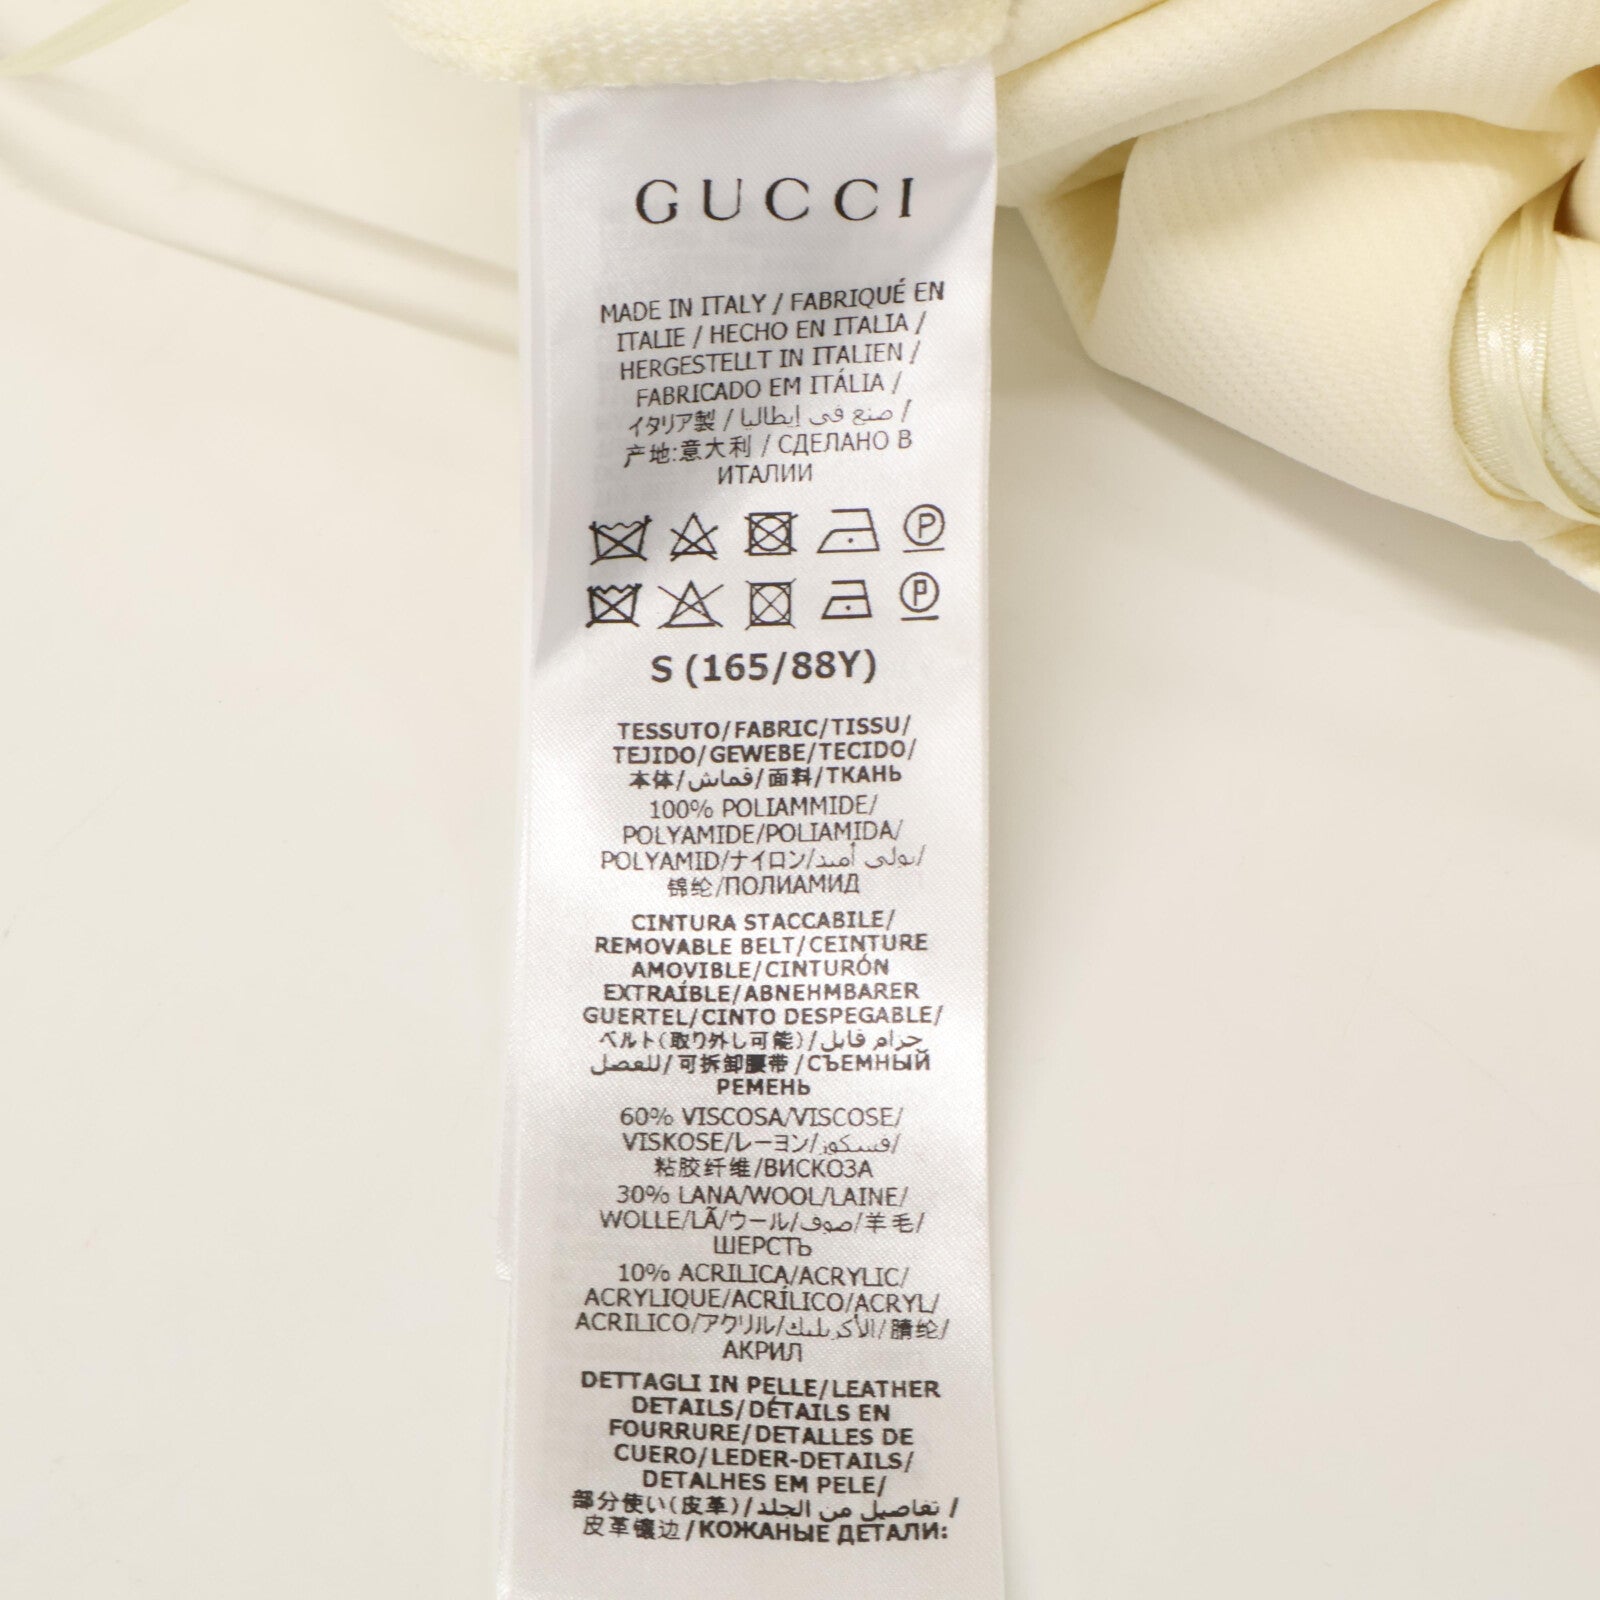 GUCCI
MADE IN ITALY / FABRIQUÉ EN
ITALIE / HECHO EN ITALIA /
HERGESTELLT IN ITALIEN /
FABRICADO EM ITÁLIA /
イタリア製 / صنع في إيطاليا /
产地:意大利 / СДЕЛАНО В
ИТАЛИИ
P
P
S (165/88Y)
TESSUTO/FABRIC/TISSU/
TEJIDO/GEWEBE/TECIDO/
本体/قماش/面料/ТКАНЬ
100% POLIAMMIDE/
POLYAMIDE/POLIAMIDA/
POLYAMID/ナイロン/بولي أميد/
锦纶/ПОЛИАМИД
CINTURA STACCABILE/
REMOVABLE BELT/CEINTURE
AMOVIBLE/CINTURÓN
EXTRAÍBLE/ABNEHMBARER
GUERTEL/CINTO DESPEGABLE/
ベルト(取り外し可能)/حزام قابل
للفصل/可拆卸腰带/СЪЕМНЫЙ
РЕМЕНЬ
60% VISCOSA/VISCOSE/
VISKOSE/レーヨン/فسكوز/
粘胶纤维/ВИСКОЗА
30% LANA/WOOL/LAINE/
WOLLE/LÃ/ウール/صوف/羊毛/
ШЕРСТЬ
10% ACRILICA/ACRYLIC/
ACRYLIQUE/ACRÍLICO/ACRYL/
ACRILICO/アクリル/الأكريليك/腈纶/
АКРИЛ
DETTAGLI IN PELLE/LEATHER
DETAILS/DÉTAILS EN
FOURRURE/DETALLES DE
CUERO/LEDER-DETAILS/
DETALHES EM PELE/
部分使い(皮革)/تفاصيل من الجلد /
皮革镶边/КОЖАНЫЕ ДЕТАЛИ: